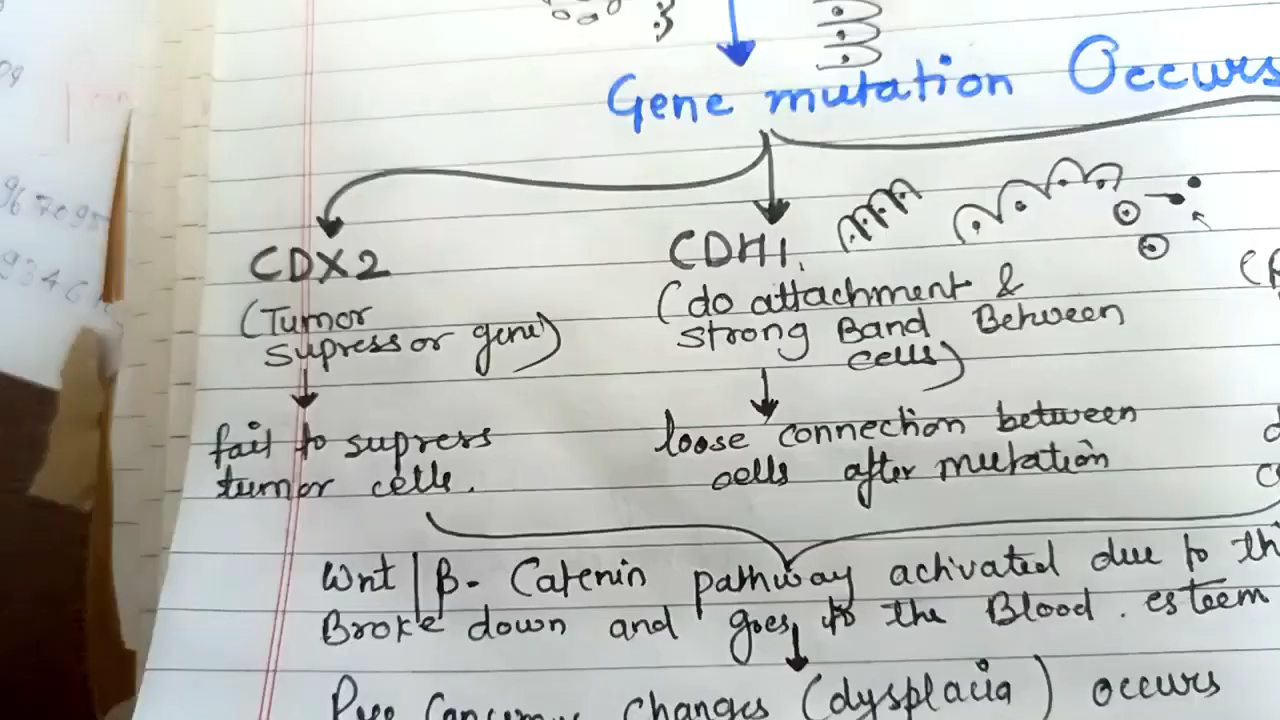 Gene mutation Occurs
CDX2
CDH1.
(Tumor
supressor gene)
(do attachment &
strong Band Between
cells)
fail to supress
tumor cells.
loose connection between
cells after mutation
Wnt/β-Catenin pathway activated due to
Broke down and goes to the Blood. esteem
changes (dysplacia) occurs